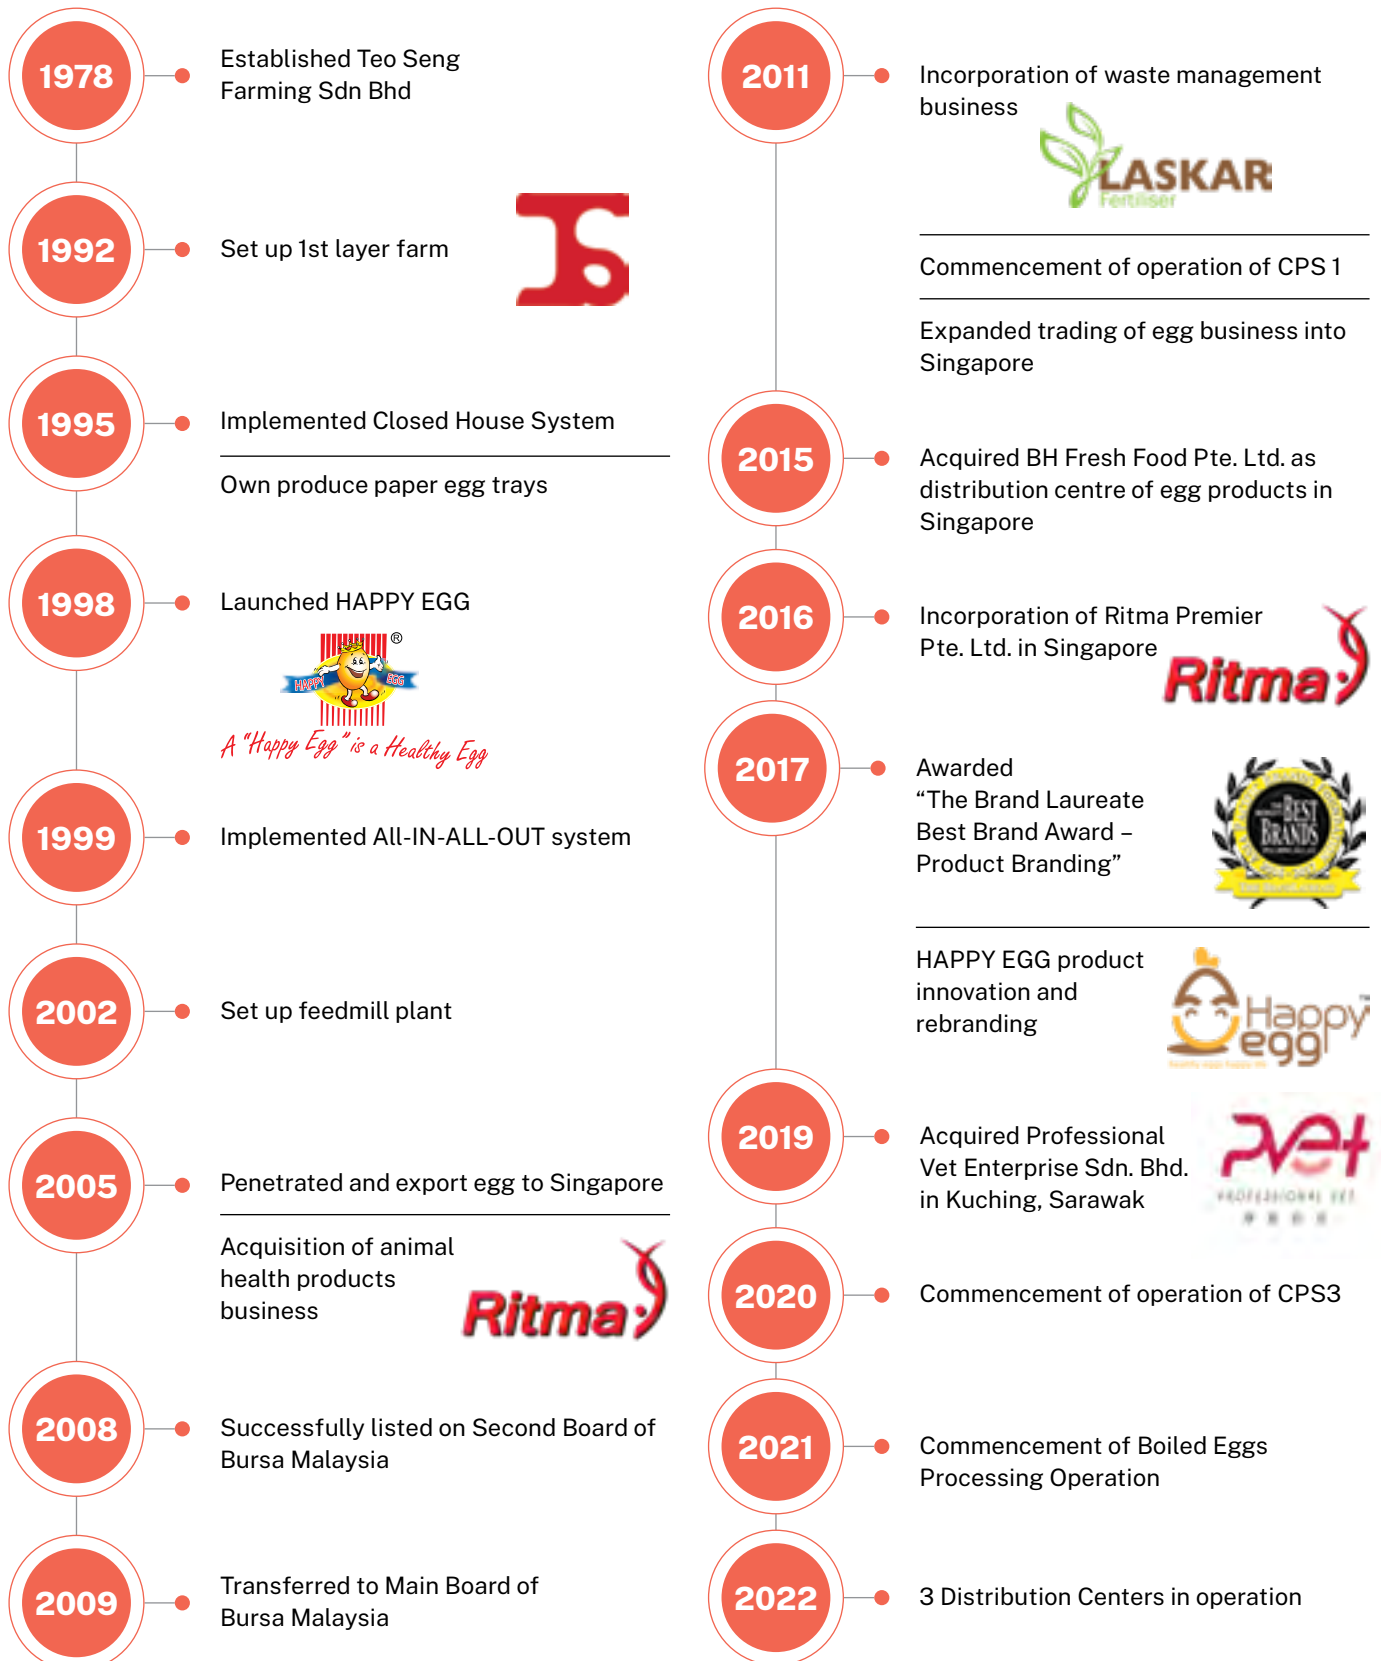 1978
Established Teo Seng
Farming Sdn Bhd
1992
Set up 1st layer farm
1995
Implemented Closed House System
Own produce paper egg trays
1998
Launched HAPPY EGG
®
HAPPY EGG
A "Happy Egg" is a Healthy Egg
1999
Implemented All-IN-ALL-OUT system
2002
Set up feedmill plant
2005
Penetrated and export egg to Singapore
Acquisition of animal
health products
business
Ritma
2008
Successfully listed on Second Board of
Bursa Malaysia
2009
Transferred to Main Board of
Bursa Malaysia
2011
Incorporation of waste management
business
LASKAR
Fertiliser
Commencement of operation of CPS 1
Expanded trading of egg business into
Singapore
2015
Acquired BH Fresh Food Pte. Ltd. as
distribution centre of egg products in
Singapore
2016
Incorporation of Ritma Premier
Pte. Ltd. in Singapore
Ritma
2017
Awarded
“The Brand Laureate
Best Brand Award –
Product Branding”
BEST
BRANDS
HAPPY EGG product
innovation and
rebranding
Happy
egg
2019
Acquired Professional
Vet Enterprise Sdn. Bhd.
in Kuching, Sarawak
pvet
PROFESSIONAL VET
2020
Commencement of operation of CPS3
2021
Commencement of Boiled Eggs
Processing Operation
2022
3 Distribution Centers in operation